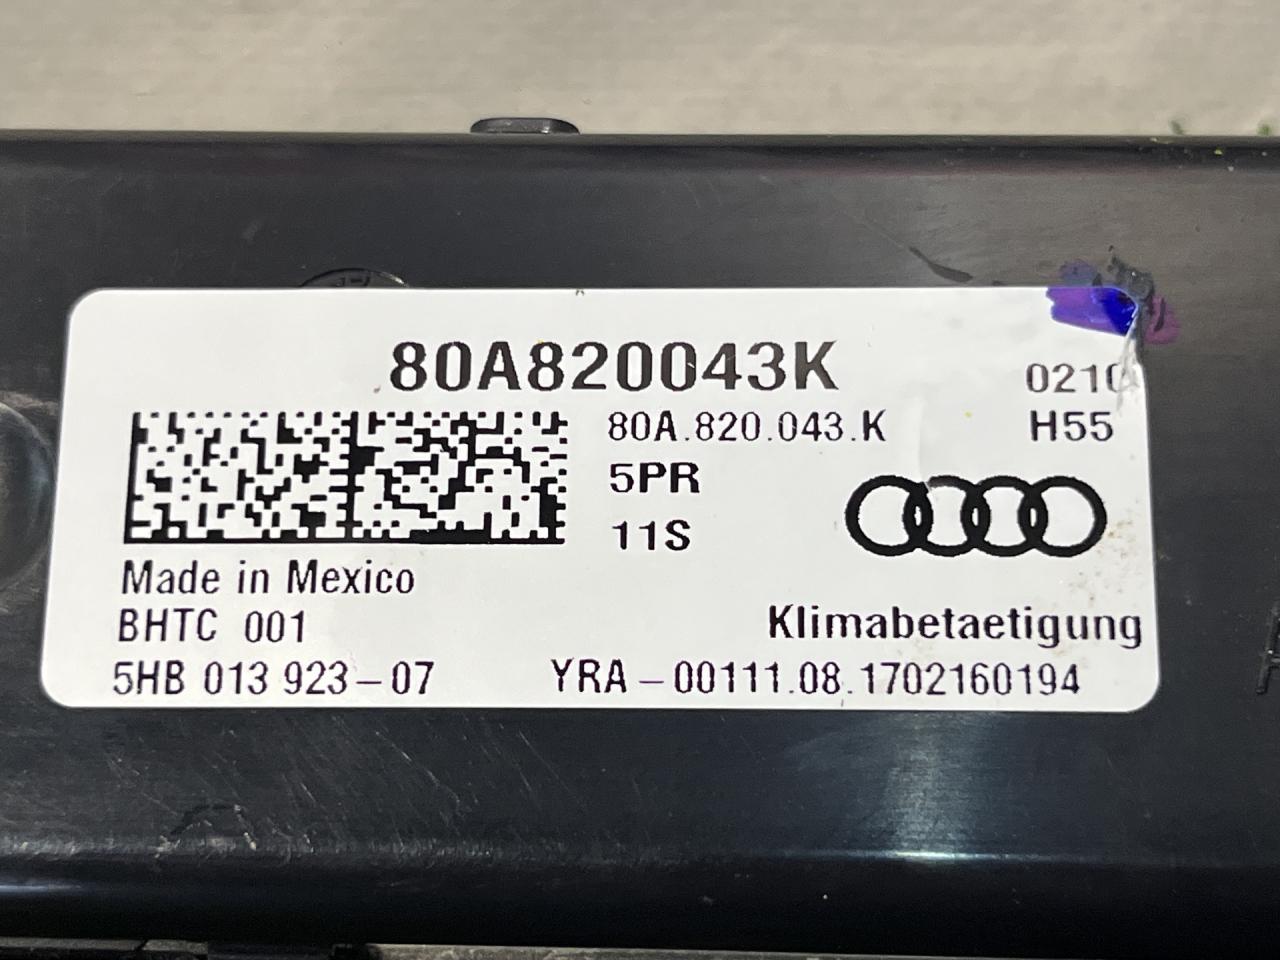 80A820043K
0210
80A.820.043.K
H55
5PR
11S
Made in Mexico
BHTC 001
Klimabetaetigung
5HB 013 923-07
YRA-00111.08.1702160194